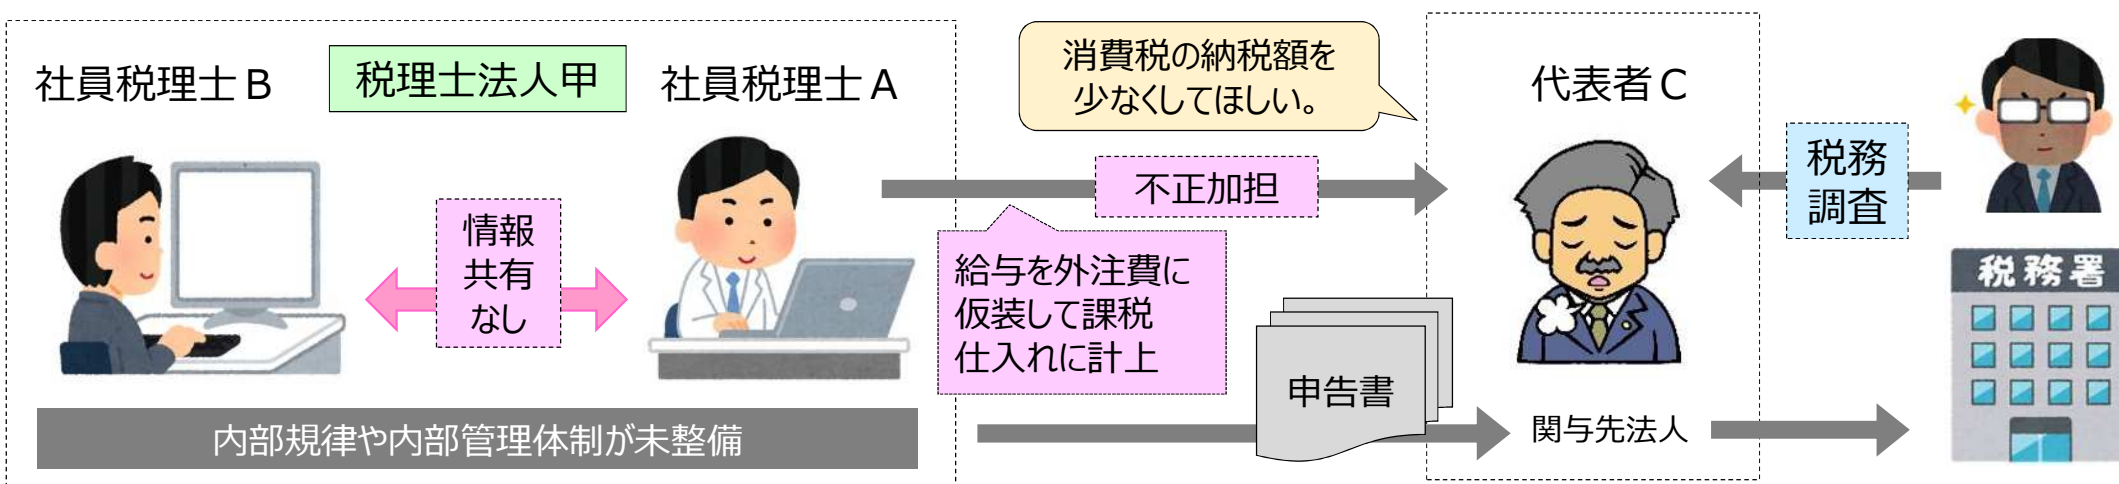 社員税理士B
税理士法人甲
社員税理士A
消費税の納税額を
少なくしてほしい。
代表者C
税務
調査
不正加担
情報
共有
なし
給与を外注費に
仮装して課税
仕入れに計上
税務署
申告書
関与先法人
内部規律や内部管理体制が未整備